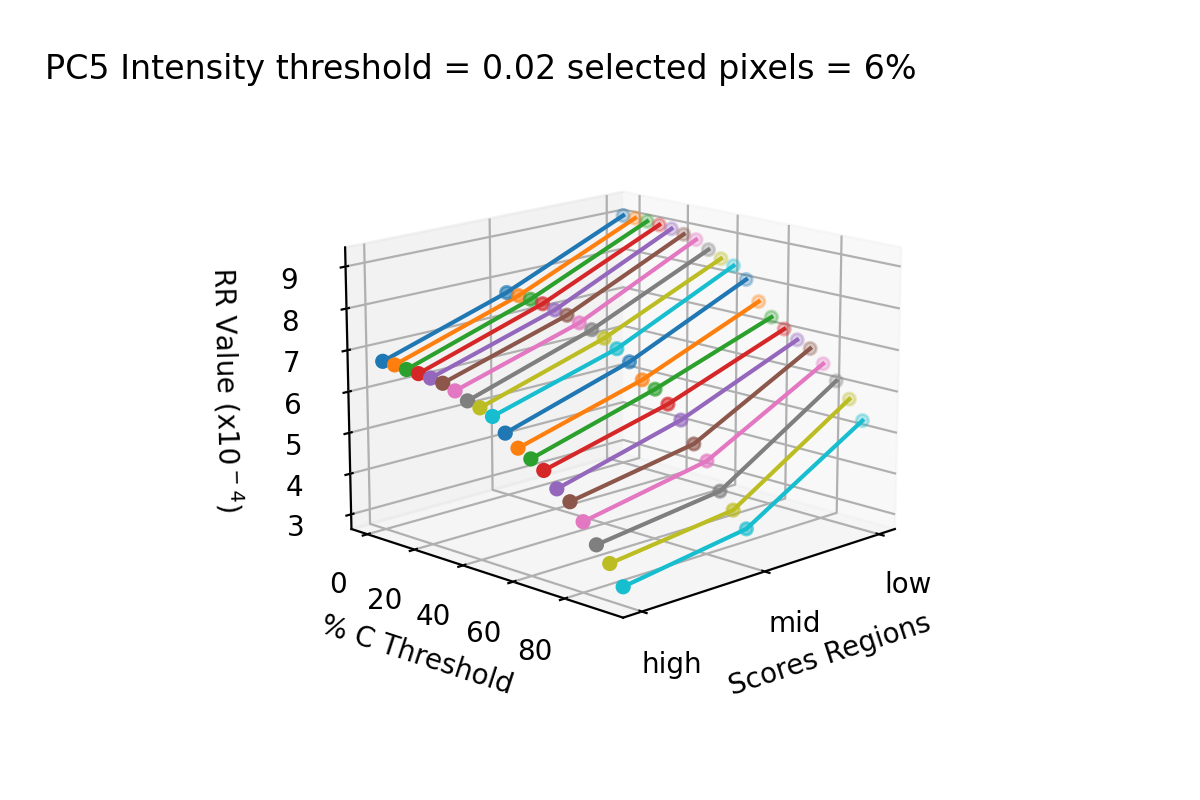 PC5 Intensity threshold = 0.02 selected pixels = 6%
RR Value (x10⁻⁴)
9
8
7
6
5
4
3
0
20
40
60
80
% C Threshold
high
mid
low
Scores Regions